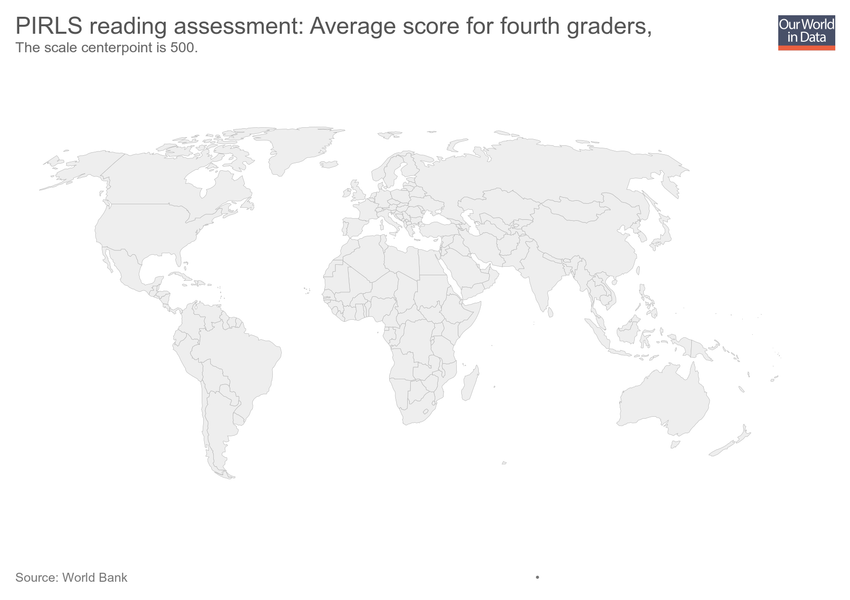 PIRLS reading assessment: Average score for fourth graders,
The scale centerpoint is 500.
Our World
in Data
Source: World Bank